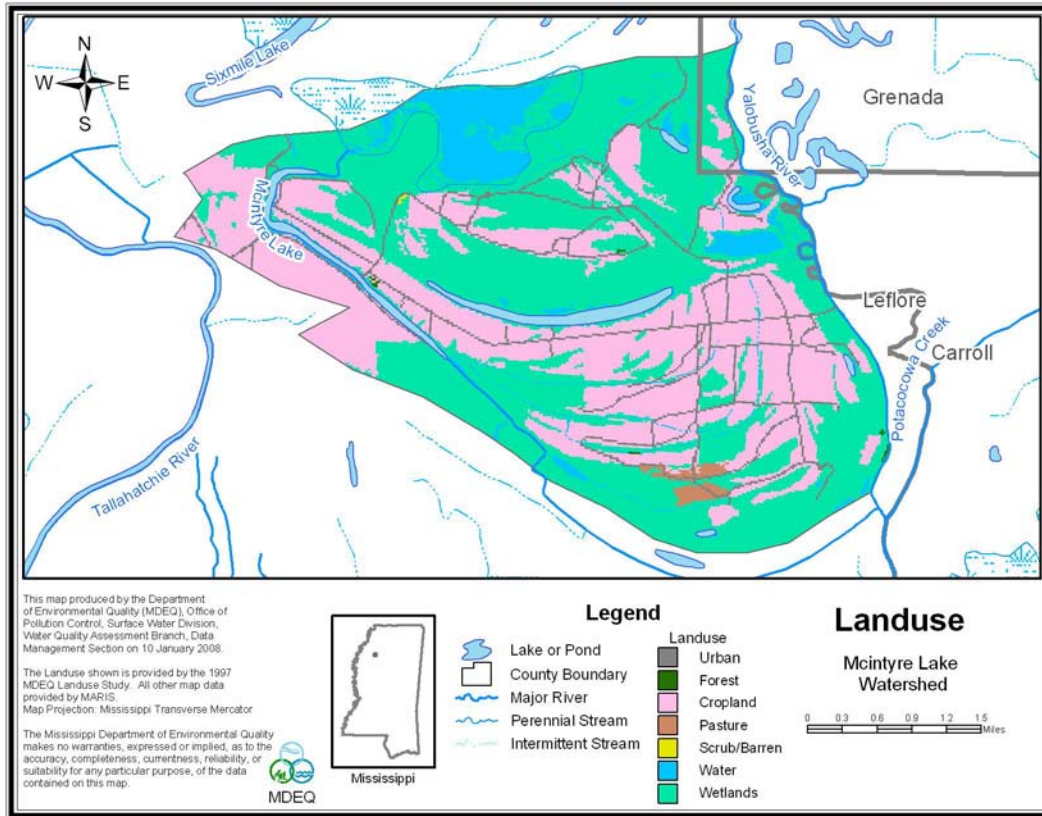 N
W E
S
Sixmile Lake
Grenada
Yalobusha River
Mcintyre Lake
Leflore
Carroll
Potacocowa Creek
Tallahatchie River
This map produced by the Department
of Environmental Quality (MDEQ), Office of
Pollution Control, Surface Water Division,
Water Quality Assessment Branch, Data
Management Section on 10 January 2008.
The Landuse shown is provided by the 1997
MDEQ Landuse Study. All other map data
provided by MARIS.
Map Projection: Mississippi Transverse Mercator
The Mississippi Department of Environmental Quality
makes no warranties, expressed or implied, as to the
accuracy, completeness, currentness, reliability, or
suitability for any particular purpose, of the data
contained on this map.
MDEQ
Mississippi
Legend
Lake or Pond
County Boundary
Major River
Perennial Stream
Intermittent Stream
Landuse
Urban
Forest
Cropland
Pasture
Scrub/Barren
Water
Wetlands
Landuse
Mcintyre Lake
Watershed
0 0.3 0.6 0.9 1.2 1.5
Miles